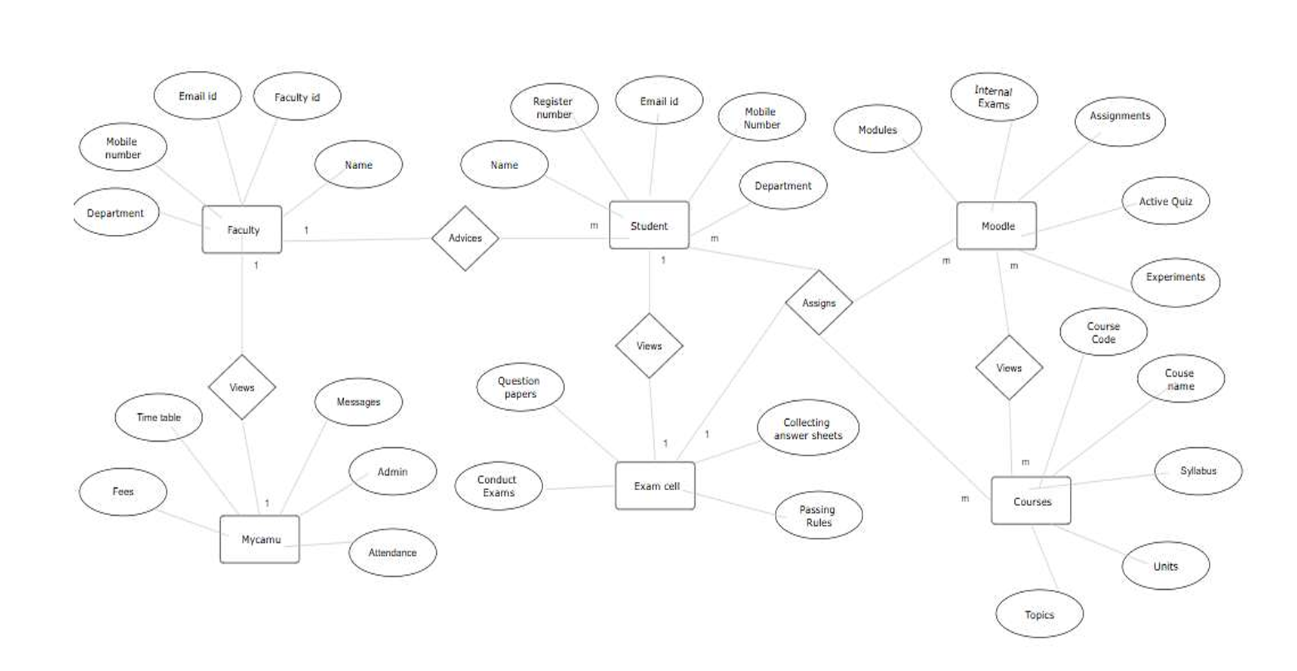 Email id
Faculty id
Mobile
number
Name
Department
Faculty
1
1
Advices
Register
number
Email id
Mobile
Number
Name
Department
m
Student
m
1
Internal
Exams
Modules
Assignments
Active Quiz
Moodle
m
m
Experiments
Assigns
Views
Views
Views
Course
Code
Couse
name
Question
papers
Time table
Messages
Collecting
answer sheets
1
1
m
Syllabus
Fees
Admin
Conduct
Exams
Exam cell
m
Courses
1
Passing
Rules
Mycamu
Attendance
Units
Topics